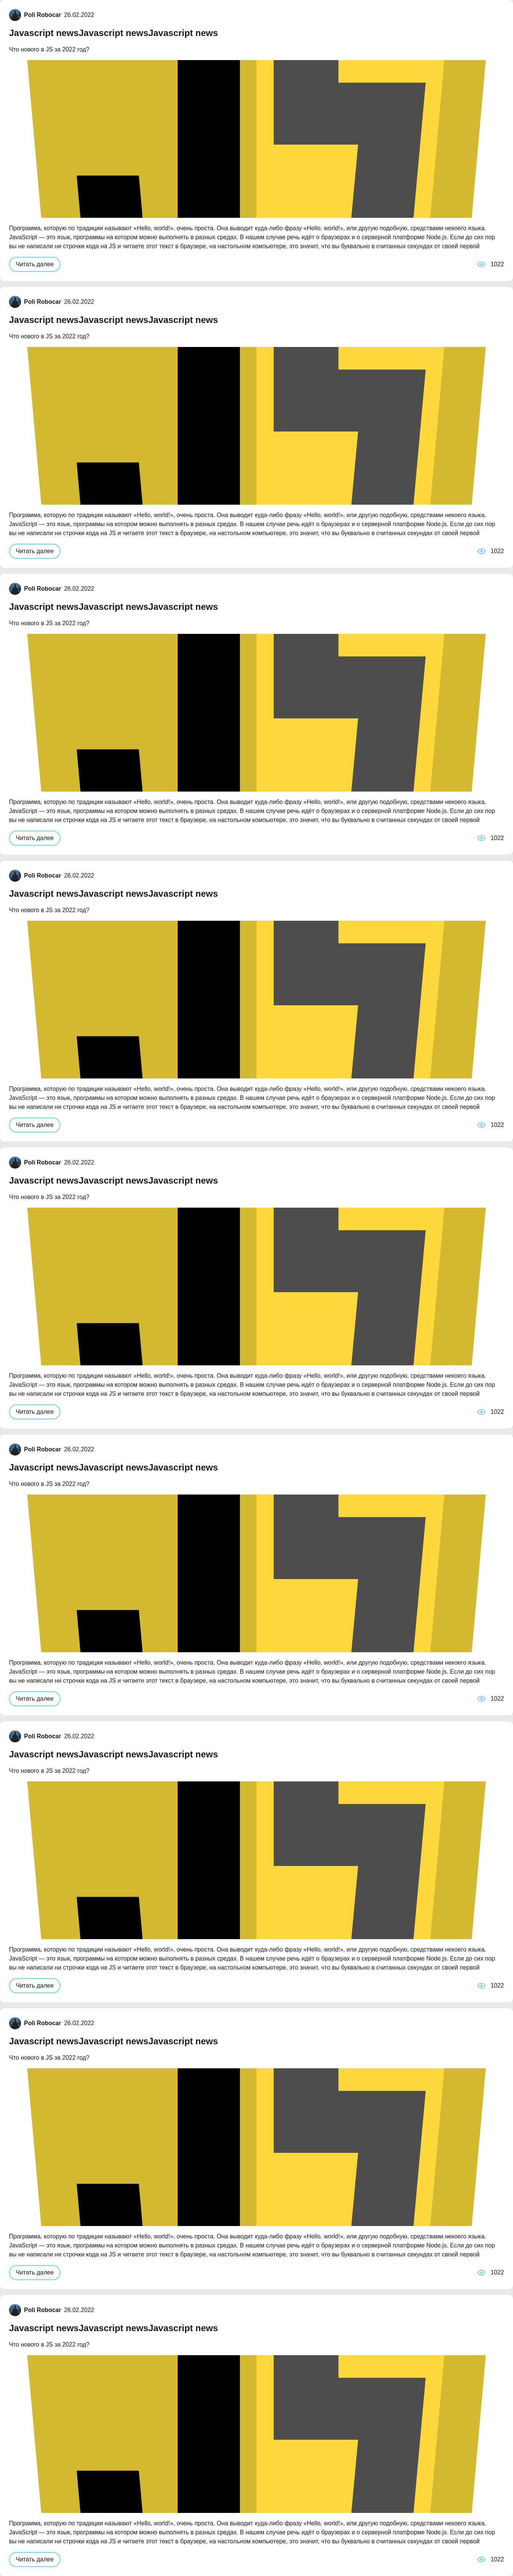 Poli Robocar 26.02.2022
Javascript newsJavascript newsJavascript news
Что нового в JS за 2022 год?
Программа, которую по традиции называют «Hello, world!», очень проста. Она выводит куда-либо фразу «Hello, world!», или другую подобную, средствами некоего языка.
JavaScript — это язык, программы на котором можно выполнять в разных средах. В нашем случае речь идёт о браузерах и о серверной платформе Node.js. Если до сих пор
вы не написали ни строчки кода на JS и читаете этот текст в браузере, на настольном компьютере, это значит, что вы буквально в считанных секундах от своей первой
Читать далее 1022
Poli Robocar 26.02.2022
Javascript newsJavascript newsJavascript news
Что нового в JS за 2022 год?
Программа, которую по традиции называют «Hello, world!», очень проста. Она выводит куда-либо фразу «Hello, world!», или другую подобную, средствами некоего языка.
JavaScript — это язык, программы на котором можно выполнять в разных средах. В нашем случае речь идёт о браузерах и о серверной платформе Node.js. Если до сих пор
вы не написали ни строчки кода на JS и читаете этот текст в браузере, на настольном компьютере, это значит, что вы буквально в считанных секундах от своей первой
Читать далее 1022
Poli Robocar 26.02.2022
Javascript newsJavascript newsJavascript news
Что нового в JS за 2022 год?
Программа, которую по традиции называют «Hello, world!», очень проста. Она выводит куда-либо фразу «Hello, world!», или другую подобную, средствами некоего языка.
JavaScript — это язык, программы на котором можно выполнять в разных средах. В нашем случае речь идёт о браузерах и о серверной платформе Node.js. Если до сих пор
вы не написали ни строчки кода на JS и читаете этот текст в браузере, на настольном компьютере, это значит, что вы буквально в считанных секундах от своей первой
Читать далее 1022
Poli Robocar 26.02.2022
Javascript newsJavascript newsJavascript news
Что нового в JS за 2022 год?
Программа, которую по традиции называют «Hello, world!», очень проста. Она выводит куда-либо фразу «Hello, world!», или другую подобную, средствами некоего языка.
JavaScript — это язык, программы на котором можно выполнять в разных средах. В нашем случае речь идёт о браузерах и о серверной платформе Node.js. Если до сих пор
вы не написали ни строчки кода на JS и читаете этот текст в браузере, на настольном компьютере, это значит, что вы буквально в считанных секундах от своей первой
Читать далее 1022
Poli Robocar 26.02.2022
Javascript newsJavascript newsJavascript news
Что нового в JS за 2022 год?
Программа, которую по традиции называют «Hello, world!», очень проста. Она выводит куда-либо фразу «Hello, world!», или другую подобную, средствами некоего языка.
JavaScript — это язык, программы на котором можно выполнять в разных средах. В нашем случае речь идёт о браузерах и о серверной платформе Node.js. Если до сих пор
вы не написали ни строчки кода на JS и читаете этот текст в браузере, на настольном компьютере, это значит, что вы буквально в считанных секундах от своей первой
Читать далее 1022
Poli Robocar 26.02.2022
Javascript newsJavascript newsJavascript news
Что нового в JS за 2022 год?
Программа, которую по традиции называют «Hello, world!», очень проста. Она выводит куда-либо фразу «Hello, world!», или другую подобную, средствами некоего языка.
JavaScript — это язык, программы на котором можно выполнять в разных средах. В нашем случае речь идёт о браузерах и о серверной платформе Node.js. Если до сих пор
вы не написали ни строчки кода на JS и читаете этот текст в браузере, на настольном компьютере, это значит, что вы буквально в считанных секундах от своей первой
Читать далее 1022
Poli Robocar 26.02.2022
Javascript newsJavascript newsJavascript news
Что нового в JS за 2022 год?
Программа, которую по традиции называют «Hello, world!», очень проста. Она выводит куда-либо фразу «Hello, world!», или другую подобную, средствами некоего языка.
JavaScript — это язык, программы на котором можно выполнять в разных средах. В нашем случае речь идёт о браузерах и о серверной платформе Node.js. Если до сих пор
вы не написали ни строчки кода на JS и читаете этот текст в браузере, на настольном компьютере, это значит, что вы буквально в считанных секундах от своей первой
Читать далее 1022
Poli Robocar 26.02.2022
Javascript newsJavascript newsJavascript news
Что нового в JS за 2022 год?
Программа, которую по традиции называют «Hello, world!», очень проста. Она выводит куда-либо фразу «Hello, world!», или другую подобную, средствами некоего языка.
JavaScript — это язык, программы на котором можно выполнять в разных средах. В нашем случае речь идёт о браузерах и о серверной платформе Node.js. Если до сих пор
вы не написали ни строчки кода на JS и читаете этот текст в браузере, на настольном компьютере, это значит, что вы буквально в считанных секундах от своей первой
Читать далее 1022
Poli Robocar 26.02.2022
Javascript newsJavascript newsJavascript news
Что нового в JS за 2022 год?
Программа, которую по традиции называют «Hello, world!», очень проста. Она выводит куда-либо фразу «Hello, world!», или другую подобную, средствами некоего языка.
JavaScript — это язык, программы на котором можно выполнять в разных средах. В нашем случае речь идёт о браузерах и о серверной платформе Node.js. Если до сих пор
вы не написали ни строчки кода на JS и читаете этот текст в браузере, на настольном компьютере, это значит, что вы буквально в считанных секундах от своей первой
Читать далее 1022